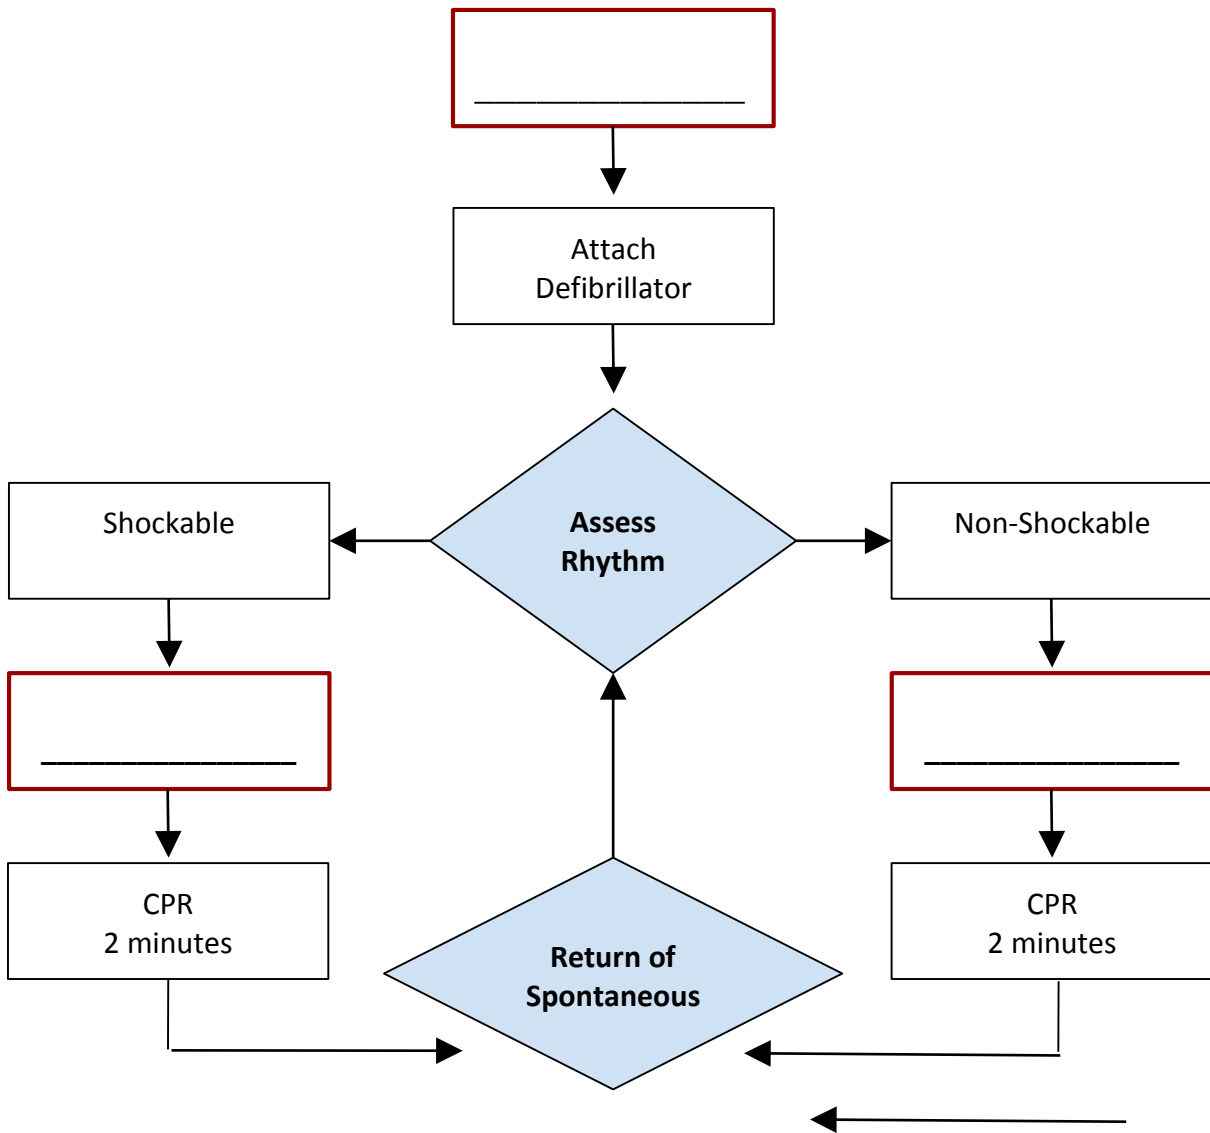 Attach
Defibrillator
Shockable
Assess
Rhythm
Non-Shockable
CPR
2 minutes
Return of
Spontaneous
CPR
2 minutes